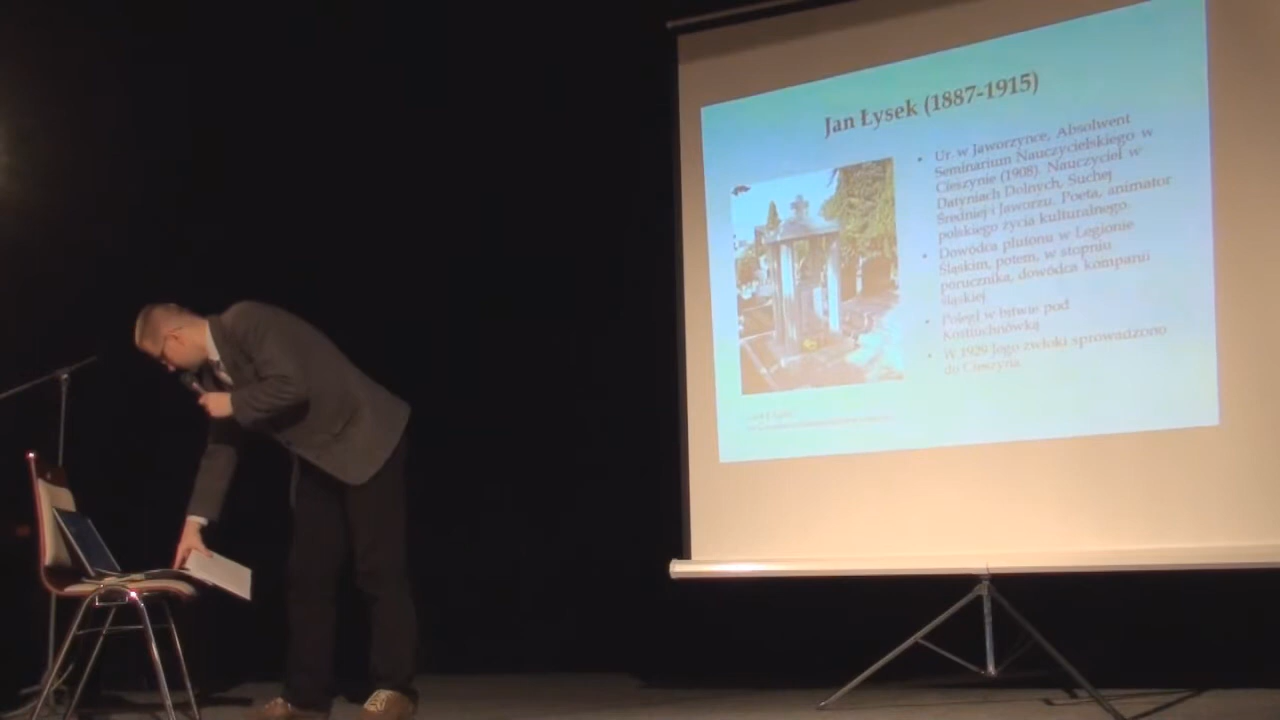 Jan Łysek (1887-1915)
• Ur. w Jaworzynce, Absolwent
Seminarium Nauczycielskiego w
Cieszynie (1908). Nauczyciel w
Datyniach Dolnych, Suchej
Średniej i Jaworzu. Poeta, animator
polskiego życia kulturalnego.
• Dowódca plutonu w Legionie
Śląskim, potem, w stopniu
porucznika, dowódca kompanii
śląskiej
• Poległ w bitwie pod
Kostiuchnówką
• W 1929 Jego zwłoki sprowadzono
do Cieszyna